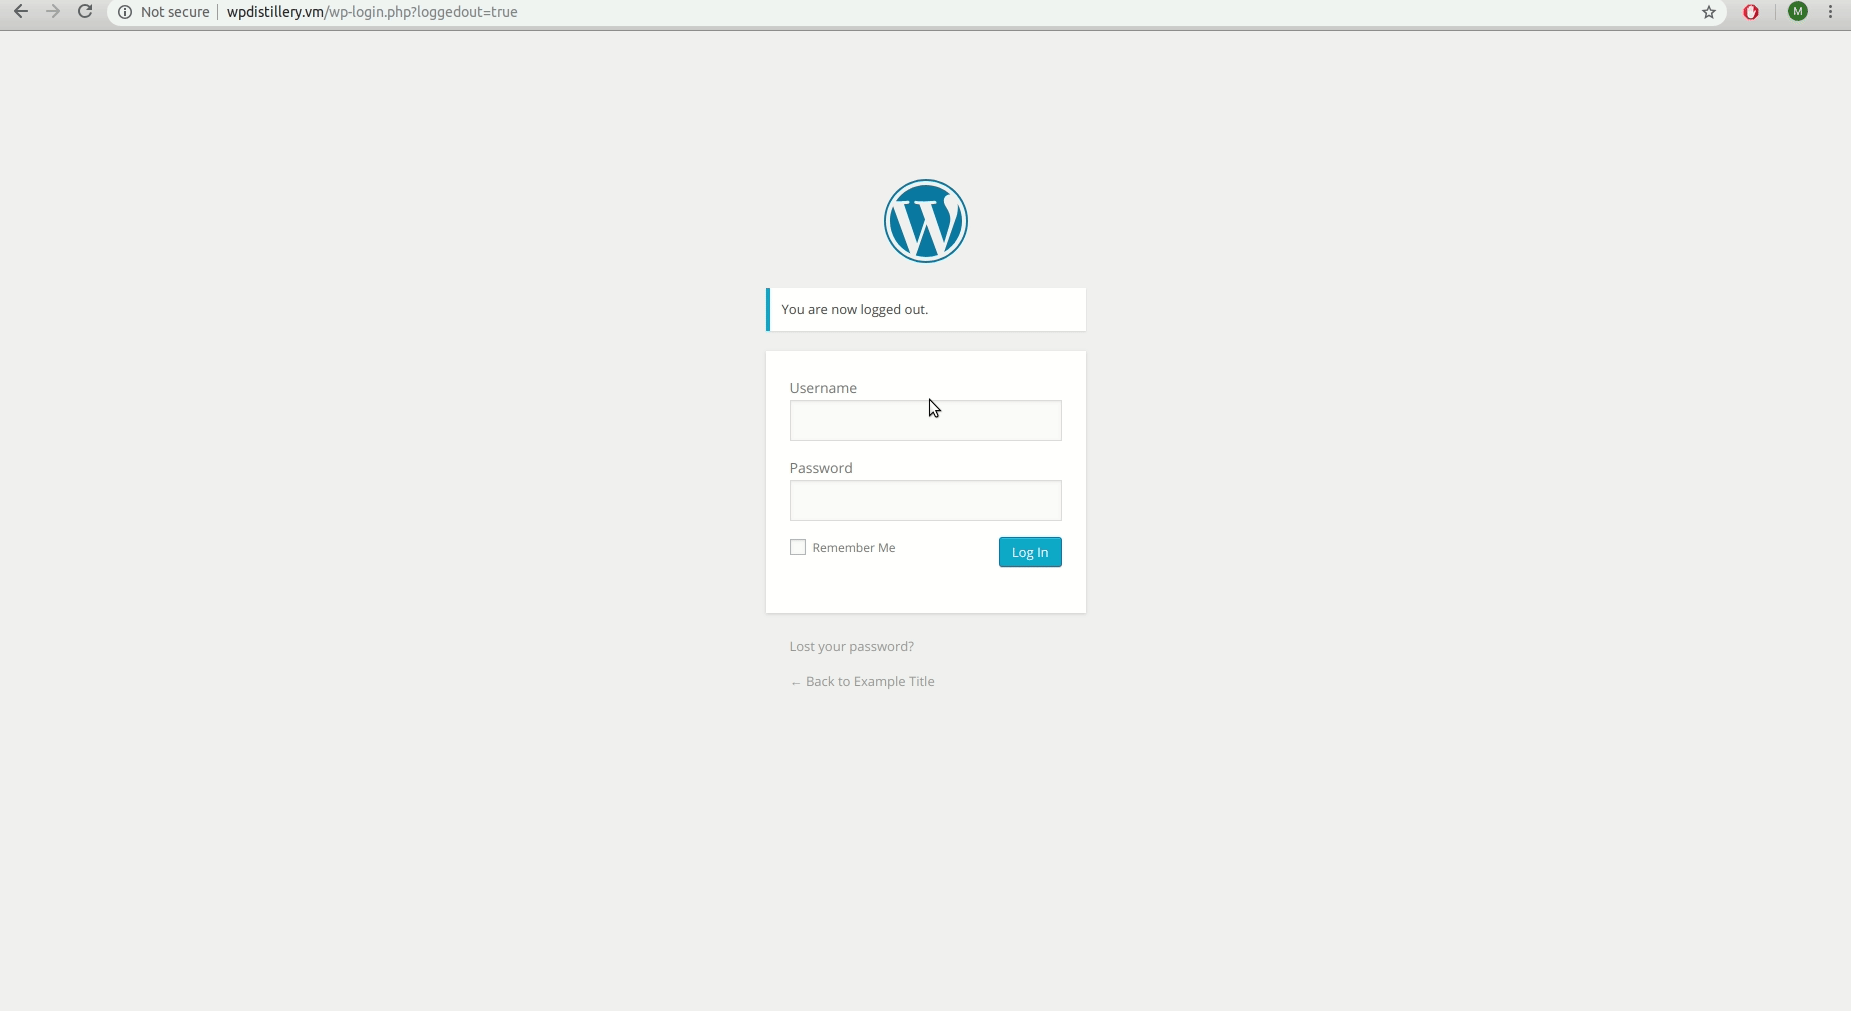 Not secure wpdistillery.vm/wp-login.php?loggedout=true
M
W
You are now logged out.
Username
Password
Remember Me
Log In
Lost your password?
← Back to Example Title